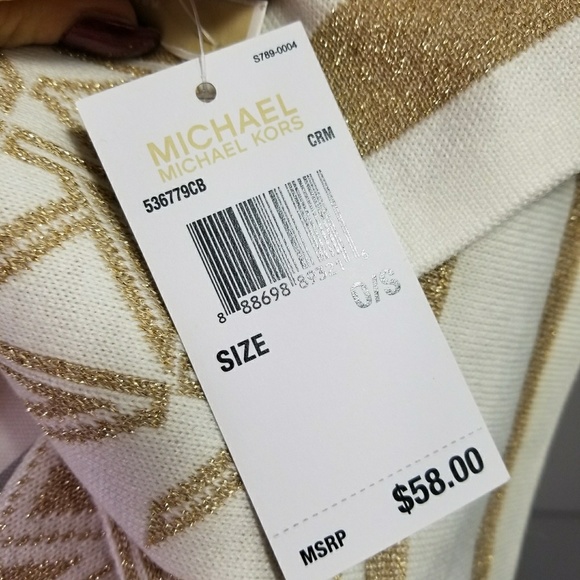 S789-0004
MICHAEL
MICHAEL KORS
536779CB
CRM
8 88698
SIZE
O/S
MSRP
$58.00